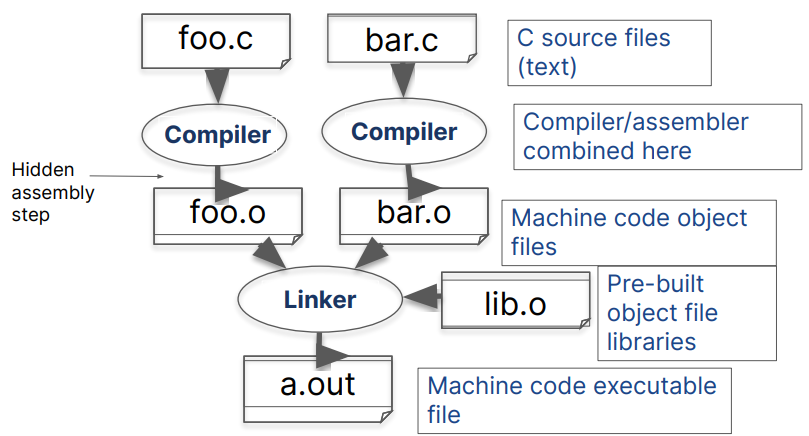 foo.c
bar.c
C source files
(text)
Compiler
Compiler
Compiler/assembler
combined here
Hidden
assembly
step
foo.o
bar.o
Machine code object
files
Linker
lib.o
Pre-built
object file
libraries
a.out
Machine code executable
file